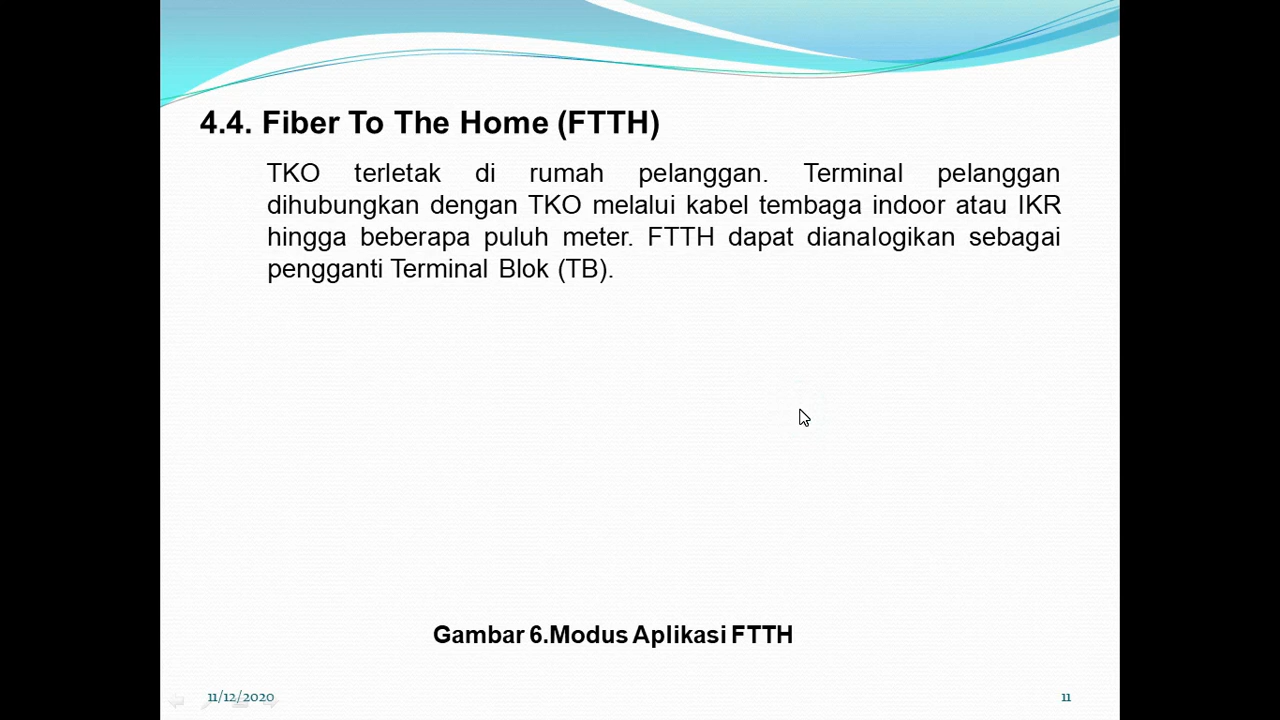 4.4. Fiber To The Home (FTTH)
TKO terletak di rumah pelanggan. Terminal pelanggan
dihubungkan dengan TKO melalui kabel tembaga indoor atau IKR
hingga beberapa puluh meter. FTTH dapat dianalogikan sebagai
pengganti Terminal Blok (TB).
Gambar 6.Modus Aplikasi FTTH
11/12/2020
11